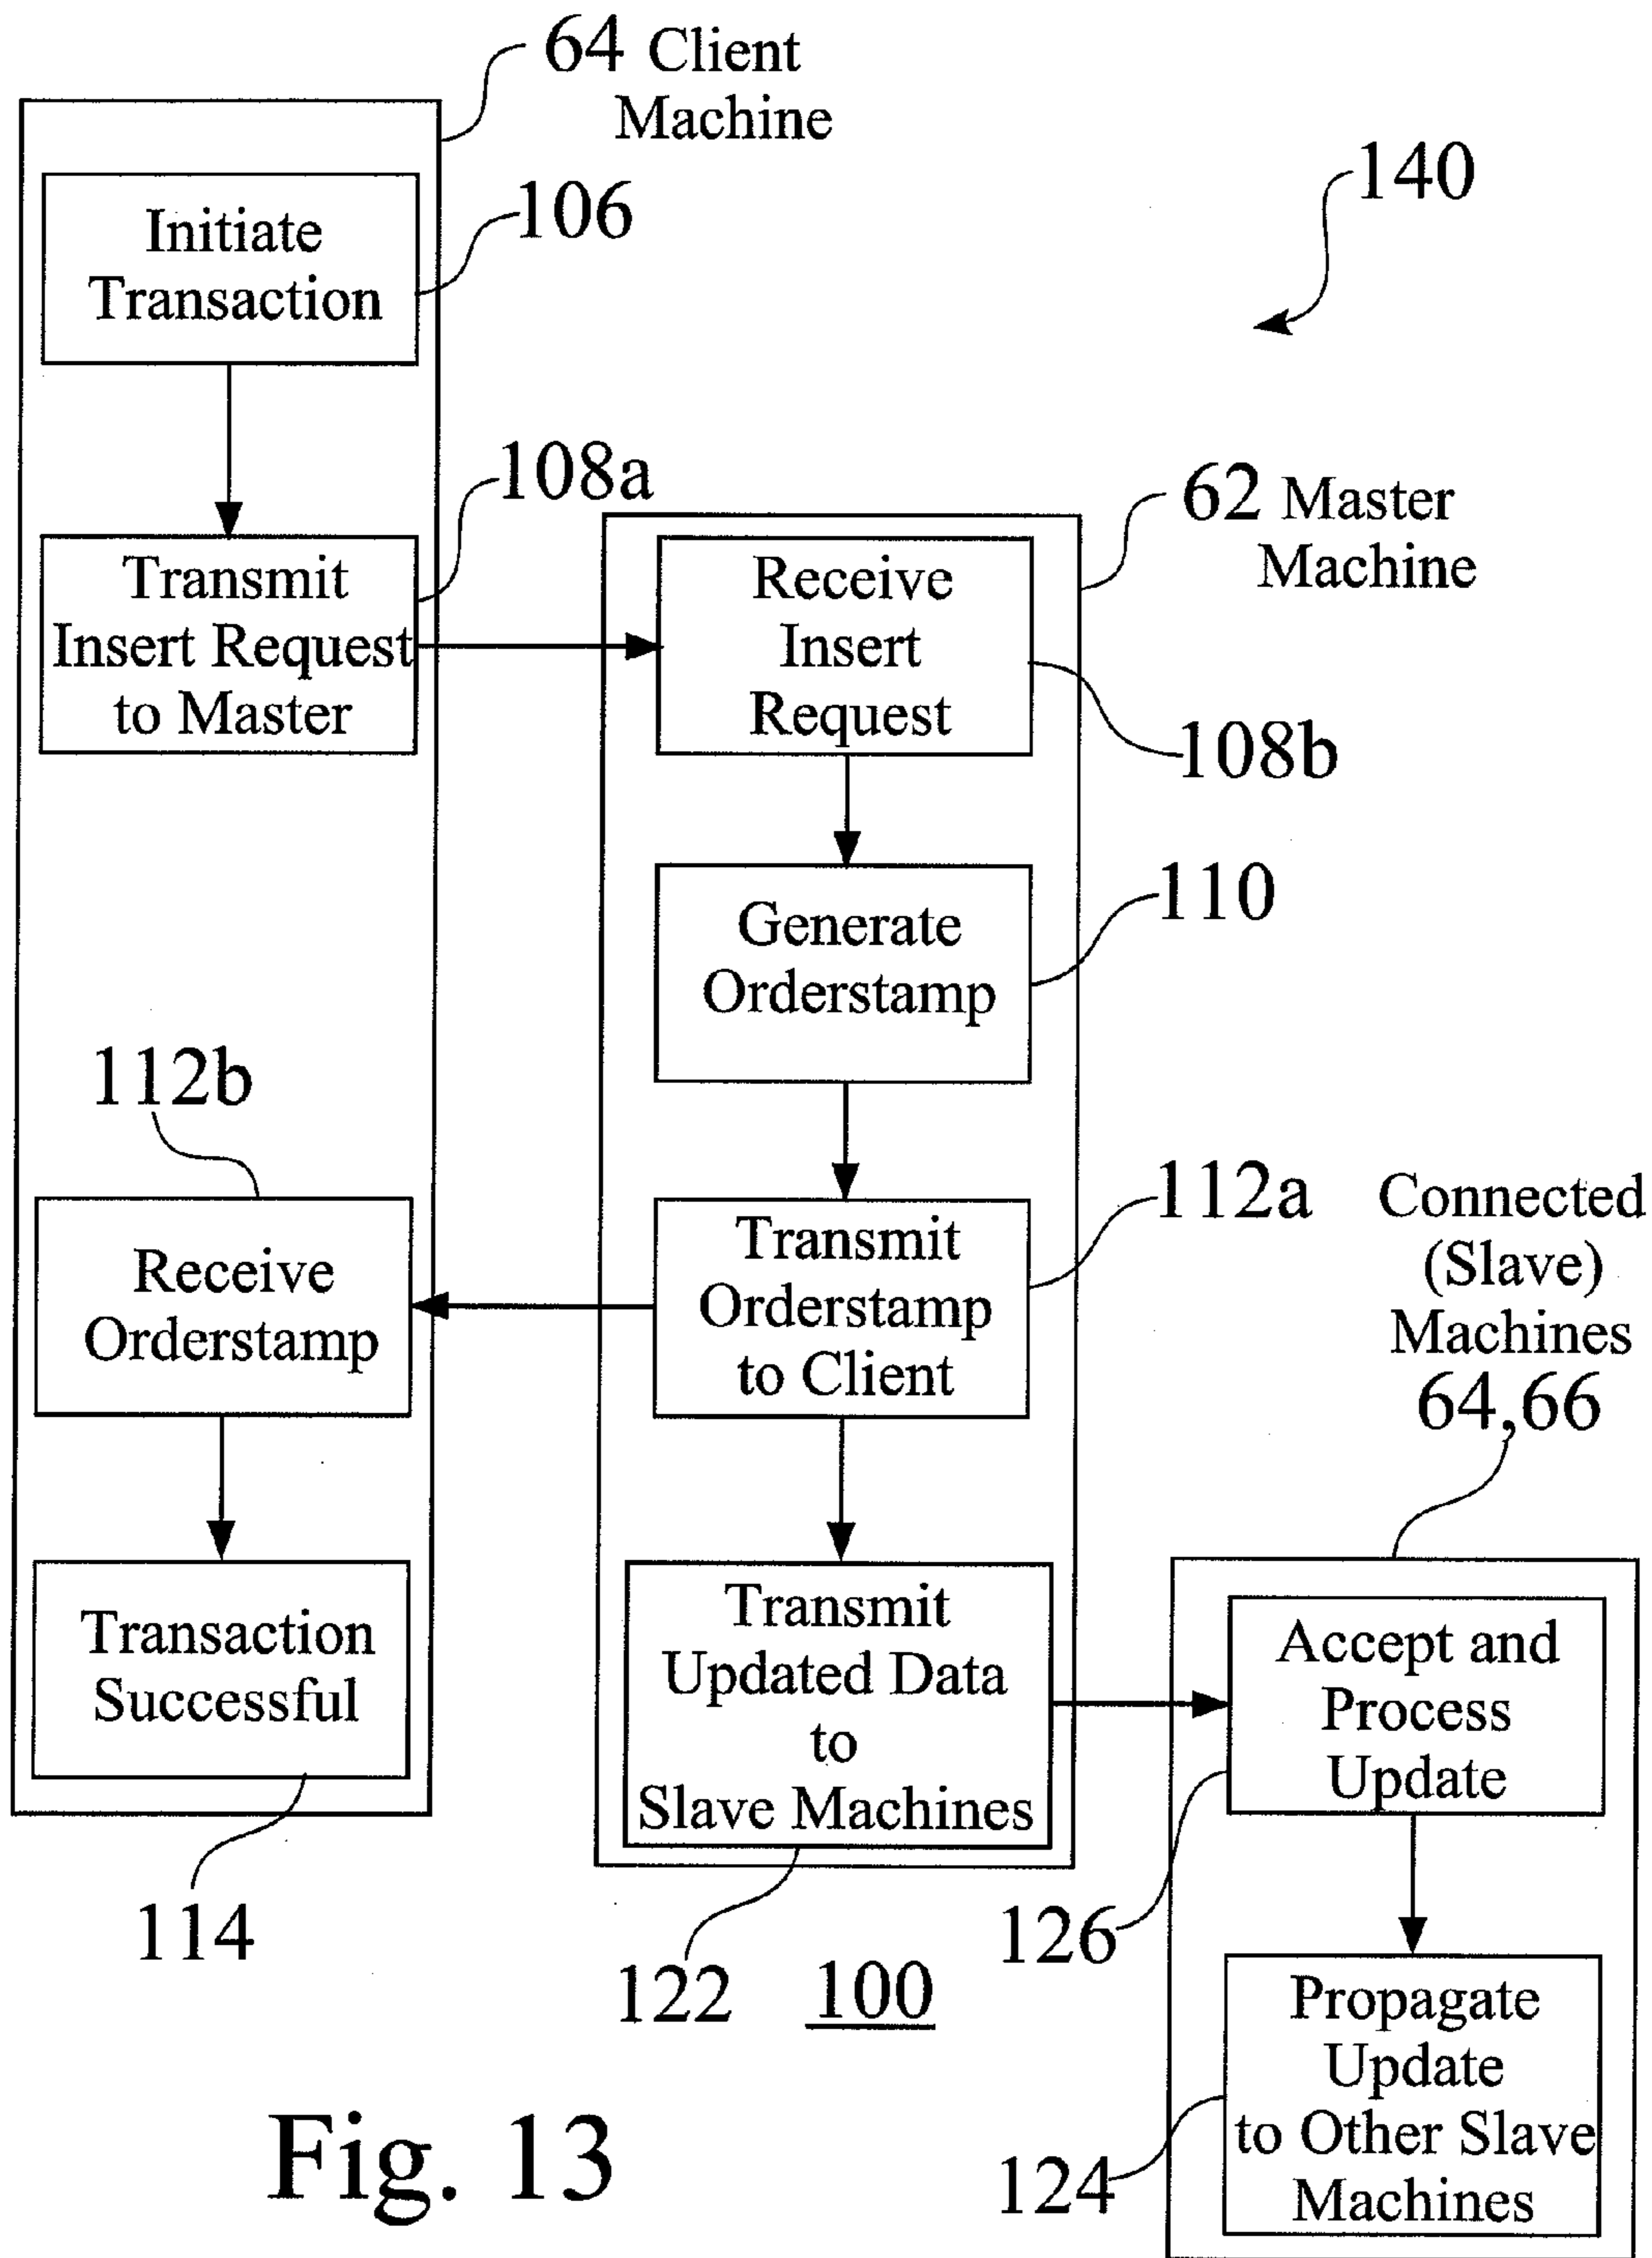 64 Client
Machine
140
Initiate
Transaction
106
108a
Transmit
Insert Request
to Master
62 Master
Machine
Receive
Insert
Request
108b
Generate
Orderstamp
110
112b
Receive
Orderstamp
112a
Transmit
Orderstamp
to Client
Connected
(Slave)
Machines
64,66
Transaction
Successful
114
Transmit
Updated Data
to
Slave Machines
122
100
Accept and
Process
Update
126
Propagate
Update
to Other Slave
Machines
124
Fig. 13